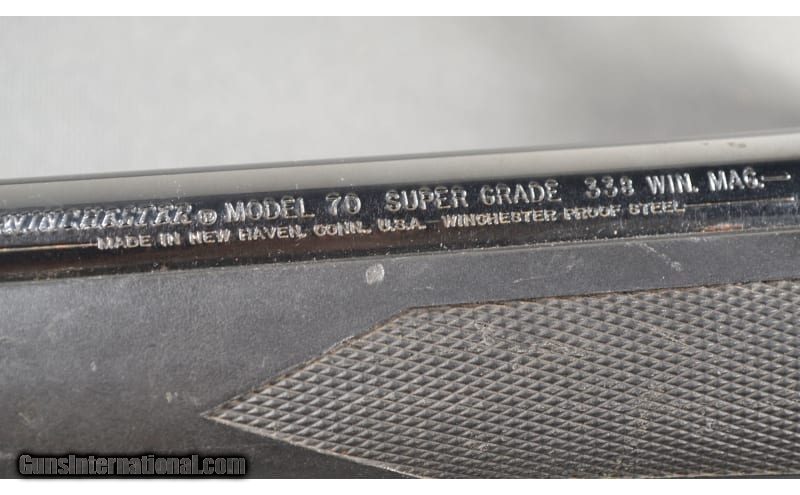 WINCHESTER® MODEL 70 SUPER GRADE 338 WIN. MAG.—
MADE IN NEW HAVEN, CONN., U.S.A. WINCHESTER PROOF STEEL
GunsInternational.com